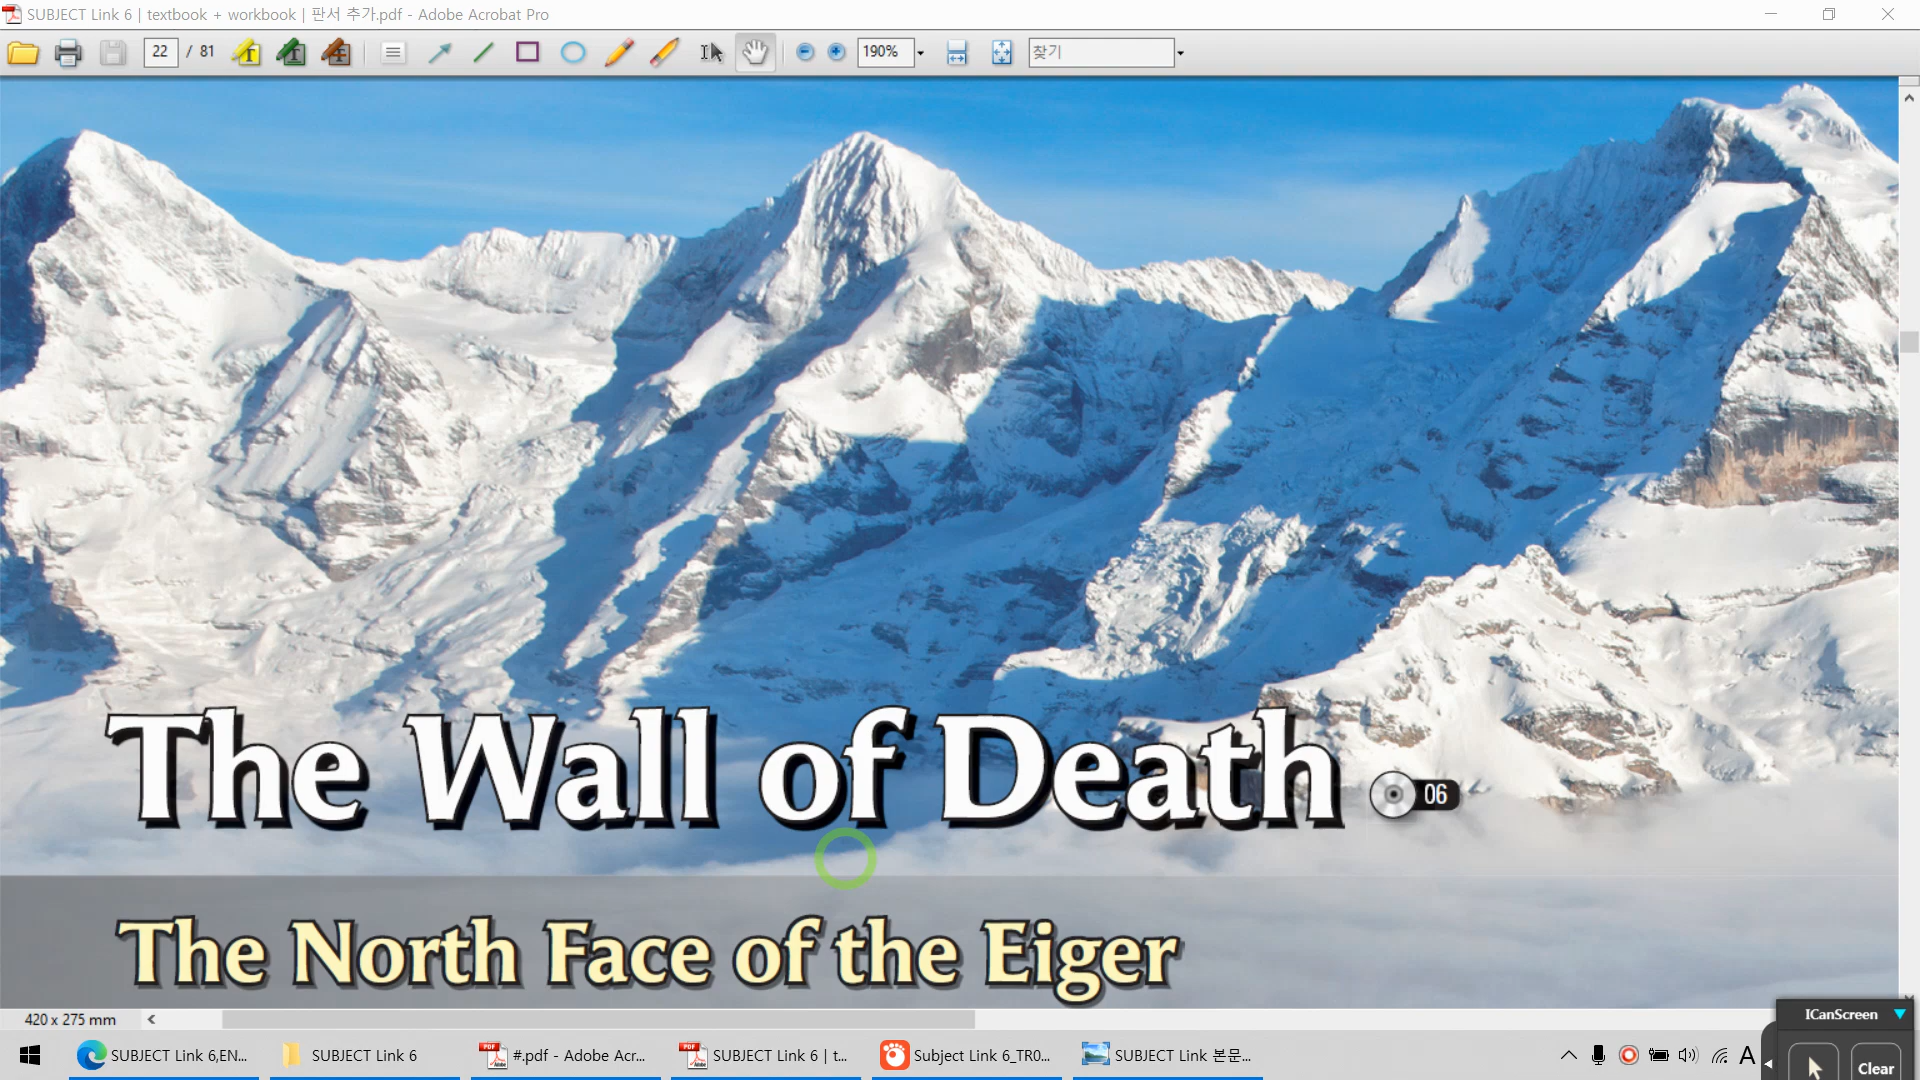 SUBJECT Link 6 | textbook + workbook | 판서 추가.pdf - Adobe Acrobat Pro
22 / 81
190%
찾기
The Wall of Death
06
The North Face of the Eiger
420 x 275 mm
ICanScreen
SUBJECT Link 6,EN...
SUBJECT Link 6
#.pdf - Adobe Acr...
SUBJECT Link 6 | t...
Subject Link 6_TR0...
SUBJECT Link 본문...
A
Clear